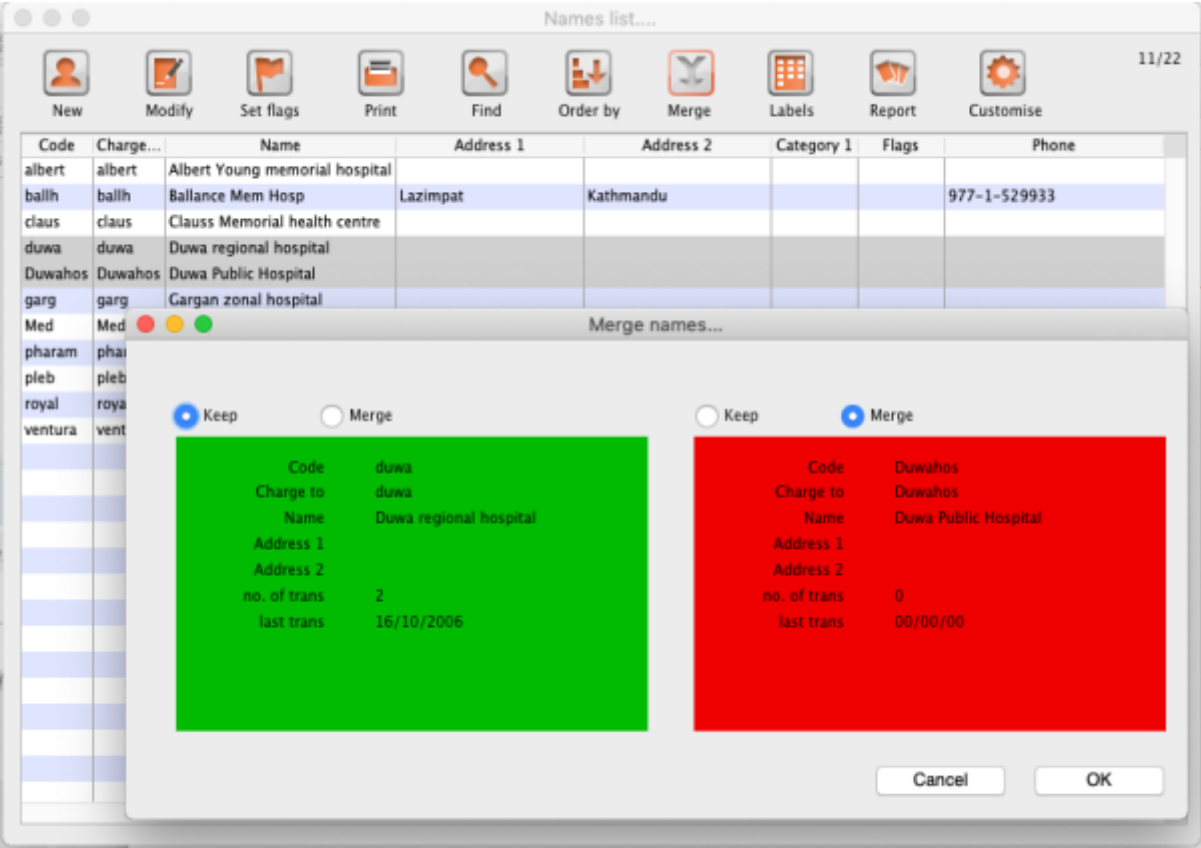 Names list....
11/22
New Modify Set flags Print Find Order by Merge Labels Report Customise
Code Charge... Name Address 1 Address 2 Category 1 Flags Phone
albert albert Albert Young memorial hospital
ballh ballh Ballance Mem Hosp Lazimpat Kathmandu 977-1-529933
claus claus Clauss Memorial health centre
duwa duwa Duwa regional hospital
Duwahos Duwahos Duwa Public Hospital
garg garg Gargan zonal hospital
Med Med
pharam phar
pleb pleb
royal roya
ventura vent
Merge names...
Keep Merge Keep Merge
Code duwa Code Duwahos
Charge to duwa Charge to Duwahos
Name Duwa regional hospital Name Duwa Public Hospital
Address 1 Address 1
Address 2 Address 2
no. of trans 2 no. of trans 0
last trans 16/10/2006 last trans 00/00/00
Cancel OK